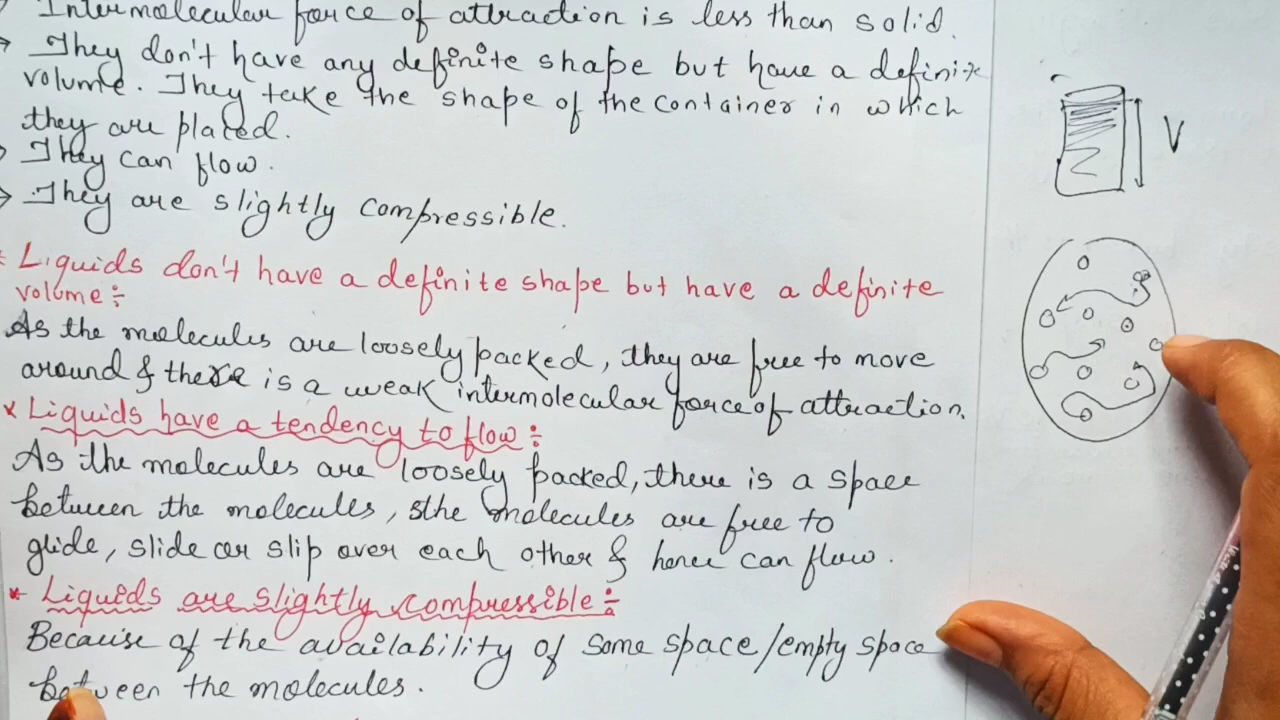 Intermolecular force of attraction is less than solid.
→ They don't have any definite shape but have a definite
volume. They take the shape of the container in which
they are placed.
→ They can flow.
→ They are slightly compressible.
* Liquids don't have a definite shape but have a definite
volume:
As the molecules are loosely packed, they are free to move
around & there is a weak intermolecular force of attraction.
* Liquids have a tendency to flow:
As the molecules are loosely packed, there is a space
between the molecules, the molecules are free to
glide, slide or slip over each other & hence can flow.
* Liquids are slightly compressible:
Because of the availability of some space/empty space
between the molecules.
V